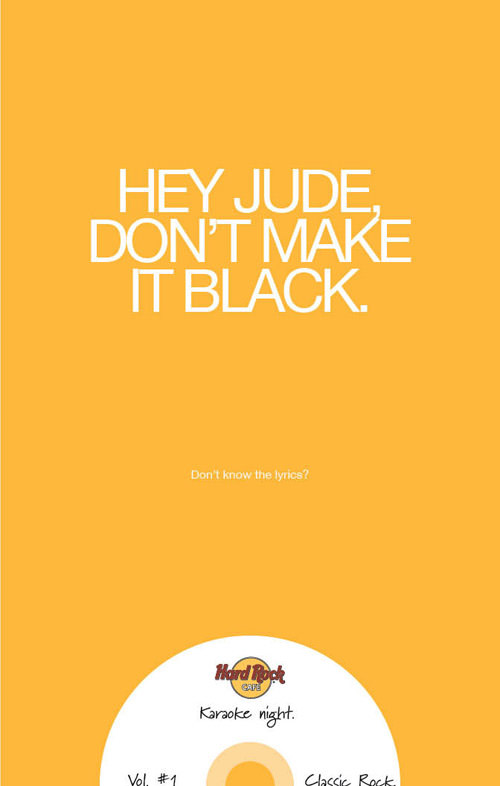 HEY JUDE,
DON'T MAKE
IT BLACK.
Don't know the lyrics?
Hard Rock
CAFE
Karaoke night.
Vol. #1 Classic Rock.